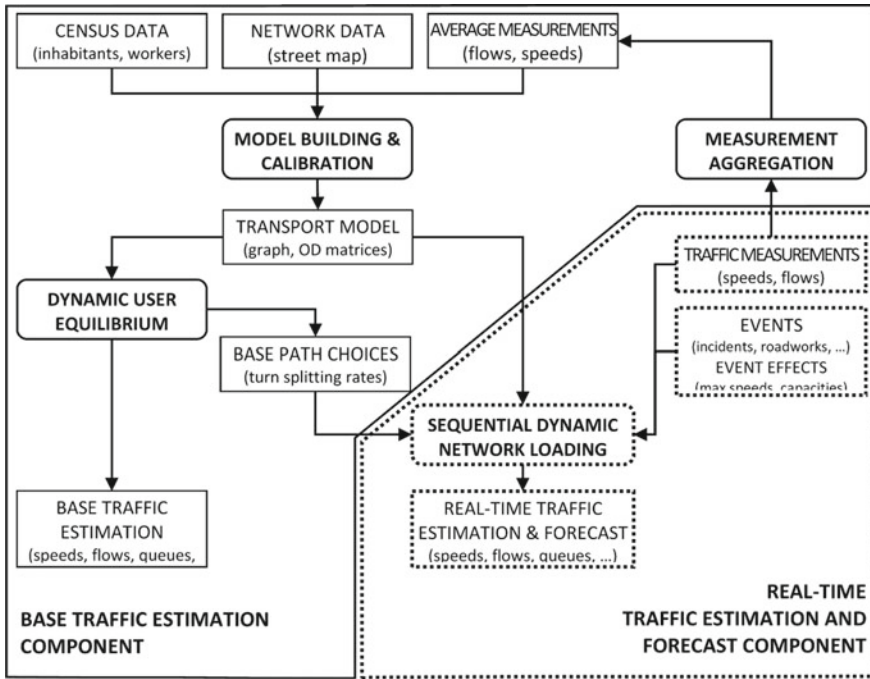 CENSUS DATA
(inhabitants, workers)
NETWORK DATA
(street map)
AVERAGE MEASUREMENTS
(flows, speeds)
MODEL BUILDING &
CALIBRATION
MEASUREMENT
AGGREGATION
TRANSPORT MODEL
(graph, OD matrices)
TRAFFIC MEASUREMENTS
(speeds, flows)
DYNAMIC USER
EQUILIBRIUM
EVENTS
(incidents, roadworks, ...)
EVENT EFFECTS
(max speeds, capacities)
BASE PATH CHOICES
(turn splitting rates)
SEQUENTIAL DYNAMIC
NETWORK LOADING
BASE TRAFFIC
ESTIMATION
(speeds, flows, queues,
REAL-TIME TRAFFIC
ESTIMATION & FORECAST
(speeds, flows, queues, ...)
BASE TRAFFIC ESTIMATION
COMPONENT
REAL-TIME
TRAFFIC ESTIMATION AND
FORECAST COMPONENT